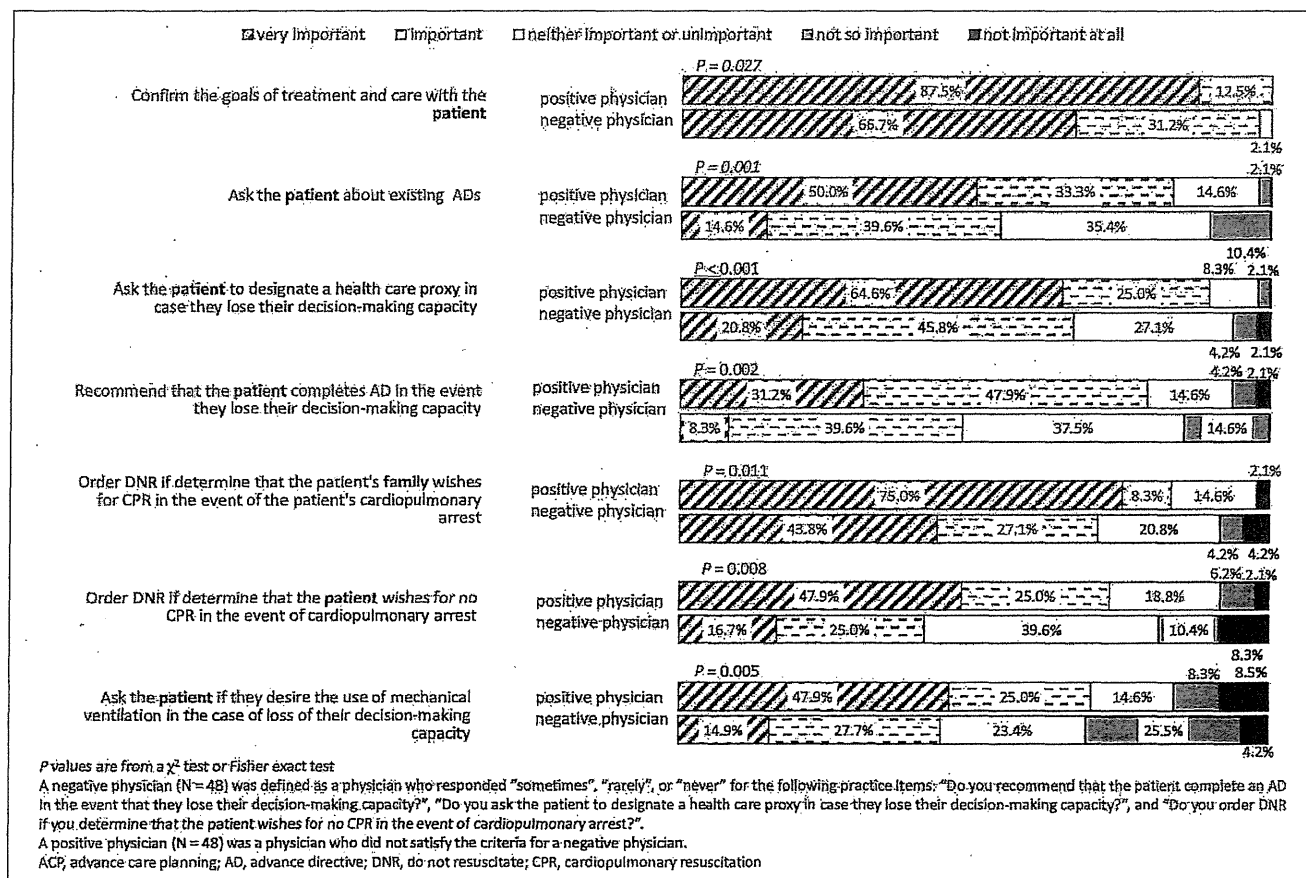 very important important neither important or unimportant not so important not important at all
P = 0.027
Confirm the goals of treatment and care with the patient
positive physician 87.5% 12.5%
negative physician 66.7% 31.2%
2.1%
P = 0.001 2.1%
Ask the patient about existing ADs
positive physician 50.0% 33.3% 14.6%
negative physician 14.6% 39.6% 35.4%
10.4%
P < 0.001 8.3% 2.1%
Ask the patient to designate a health care proxy in
case they lose their decision-making capacity
positive physician 64.6% 25.0%
negative physician 20.8% 45.8% 27.1%
4.2% 2.1%
P = 0.002 4.2% 2.1%
Recommend that the patient completes AD in the event
they lose their decision-making capacity
positive physician 31.2% 47.9% 14.6%
negative physician 8.3% 39.6% 37.5% 14.6%
P = 0.011 2.1%
Order DNR if determine that the patient's family wishes
for CPR in the event of the patient's cardiopulmonary
arrest
positive physician 75.0% 8.3% 14.6%
negative physician 43.8% 27.1% 20.8%
4.2% 4.2%
P = 0.008 6.2% 2.1%
Order DNR if determine that the patient wishes for no
CPR in the event of cardiopulmonary arrest
positive physician 47.9% 25.0% 18.8%
negative physician 16.7% 25.0% 39.6% 10.4%
8.3%
P = 0.005 8.3% 8.5%
Ask the patient if they desire the use of mechanical
ventilation in the case of loss of their decision-making
capacity
positive physician 47.9% 25.0% 14.6%
negative physician 14.9% 27.7% 23.4% 25.5%
4.2%
P values are from a χ² test or Fisher exact test
A negative physician (N = 48) was defined as a physician who responded "sometimes", "rarely", or "never" for the following practice items: "Do you recommend that the patient complete an AD
in the event that they lose their decision-making capacity?", "Do you ask the patient to designate a health care proxy in case they lose their decision-making capacity?", and "Do you order DNR
if you determine that the patient wishes for no CPR in the event of cardiopulmonary arrest?".
A positive physician (N = 48) was a physician who did not satisfy the criteria for a negative physician.
ACP, advance care planning; AD, advance directive; DNR, do not resuscitate; CPR, cardiopulmonary resuscitation